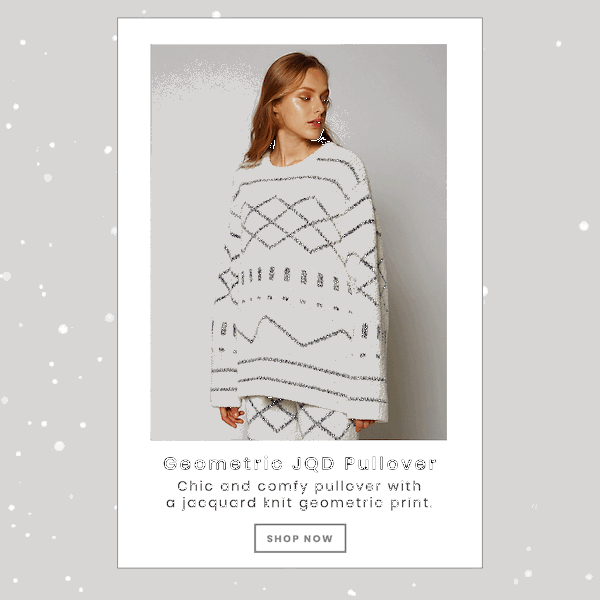 Geometric JQD Pullover
Chic and comfy pullover with
a jacquard knit geometric print.
SHOP NOW